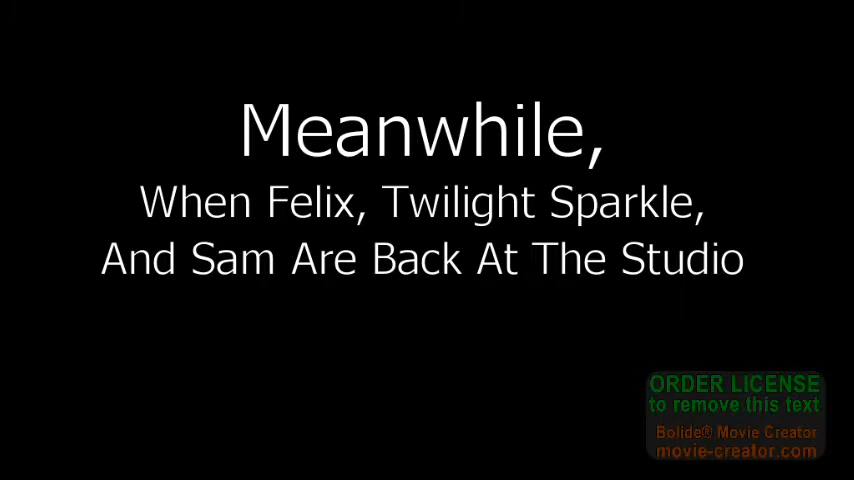 Meanwhile,
When Felix, Twilight Sparkle,
And Sam Are Back At The Studio
ORDER LICENSE
to remove this text
Bolide® Movie Creator
movie-creator.com